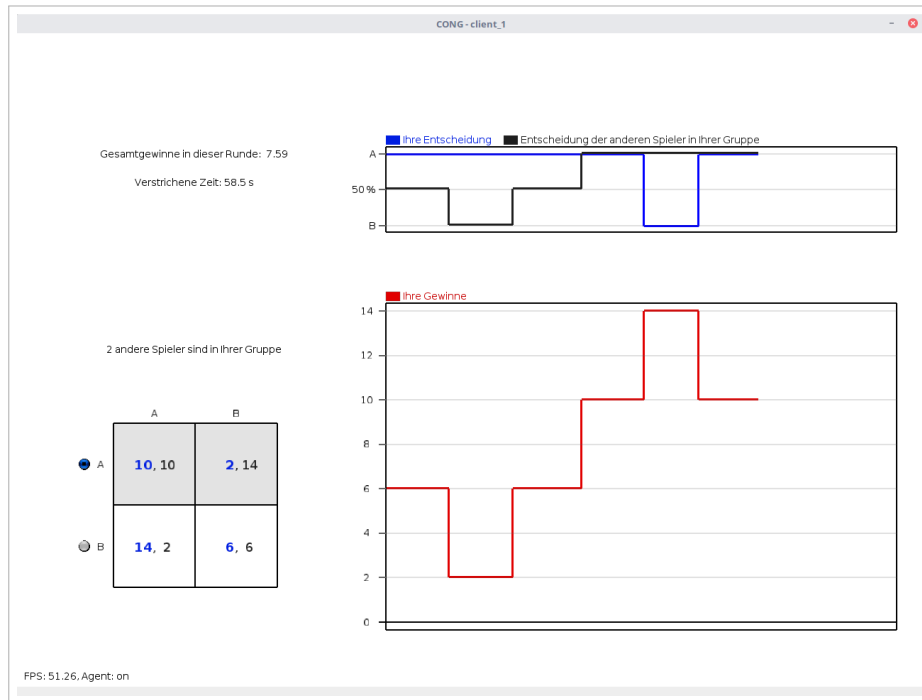 CONG - client_1
Gesamtgewinne in dieser Runde: 7.59
Verstrichene Zeit: 58.5 s
Ihre Entscheidung Entscheidung der anderen Spieler in Ihrer Gruppe
A
50 %
B
Ihre Gewinne
14
12
10
8
6
4
2
0
2 andere Spieler sind in Ihrer Gruppe
A B
A 10, 10 2, 14
B 14, 2 6, 6
FPS: 51.26, Agent: on